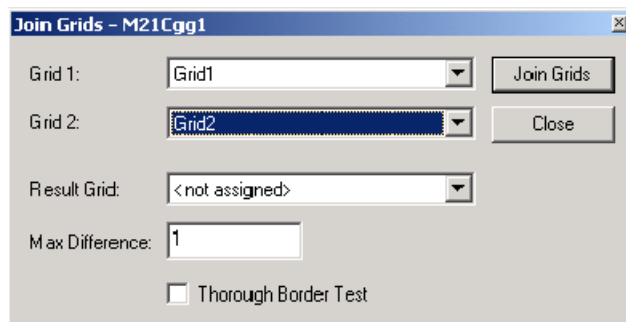 Join Grids - M21Cgg1
Grid 1: Grid1 Join Grids
Grid 2: Grid2 Close
Result Grid: <not assigned>
Max Difference: 1
Thorough Border Test